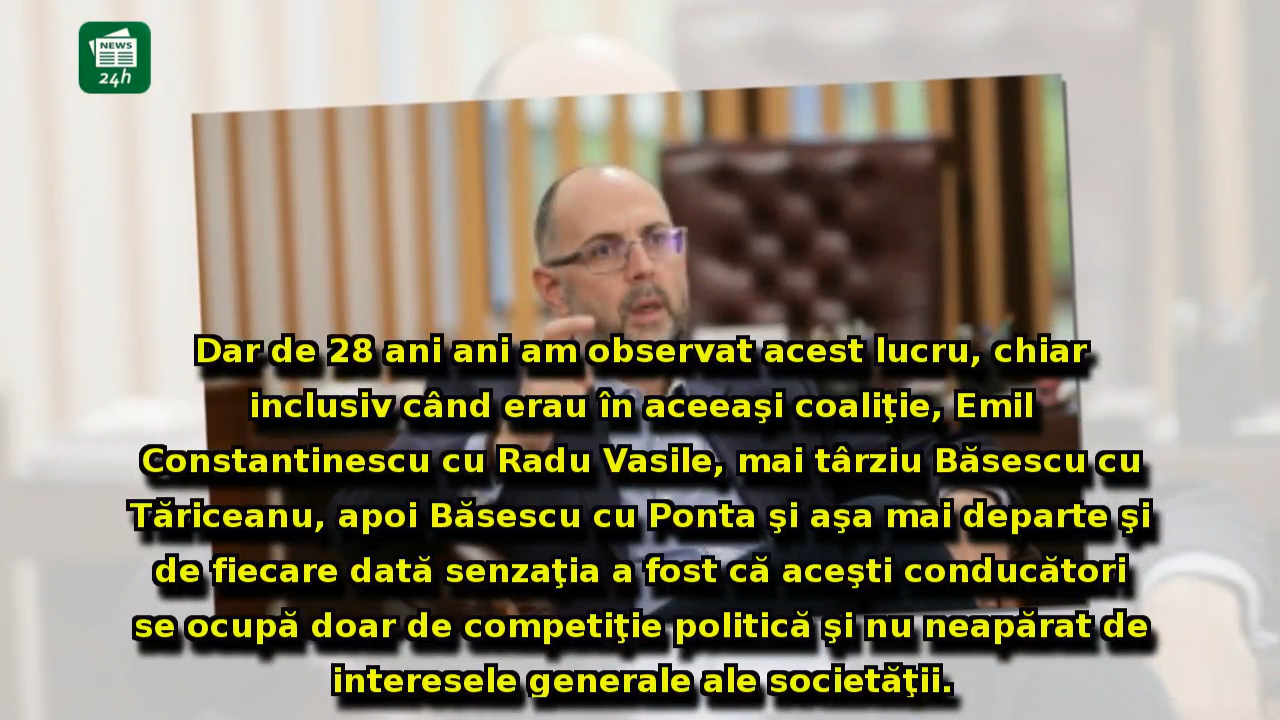 NEWS
24h
Dar de 28 ani ani am observat acest lucru, chiar
inclusiv când erau în aceeaşi coaliţie, Emil
Constantinescu cu Radu Vasile, mai târziu Băsescu cu
Tăriceanu, apoi Băsescu cu Ponta şi aşa mai departe şi
de fiecare dată senzaţia a fost că aceşti conducători
se ocupă doar de competiţie politică şi nu neapărat de
interesele generale ale societăţii.